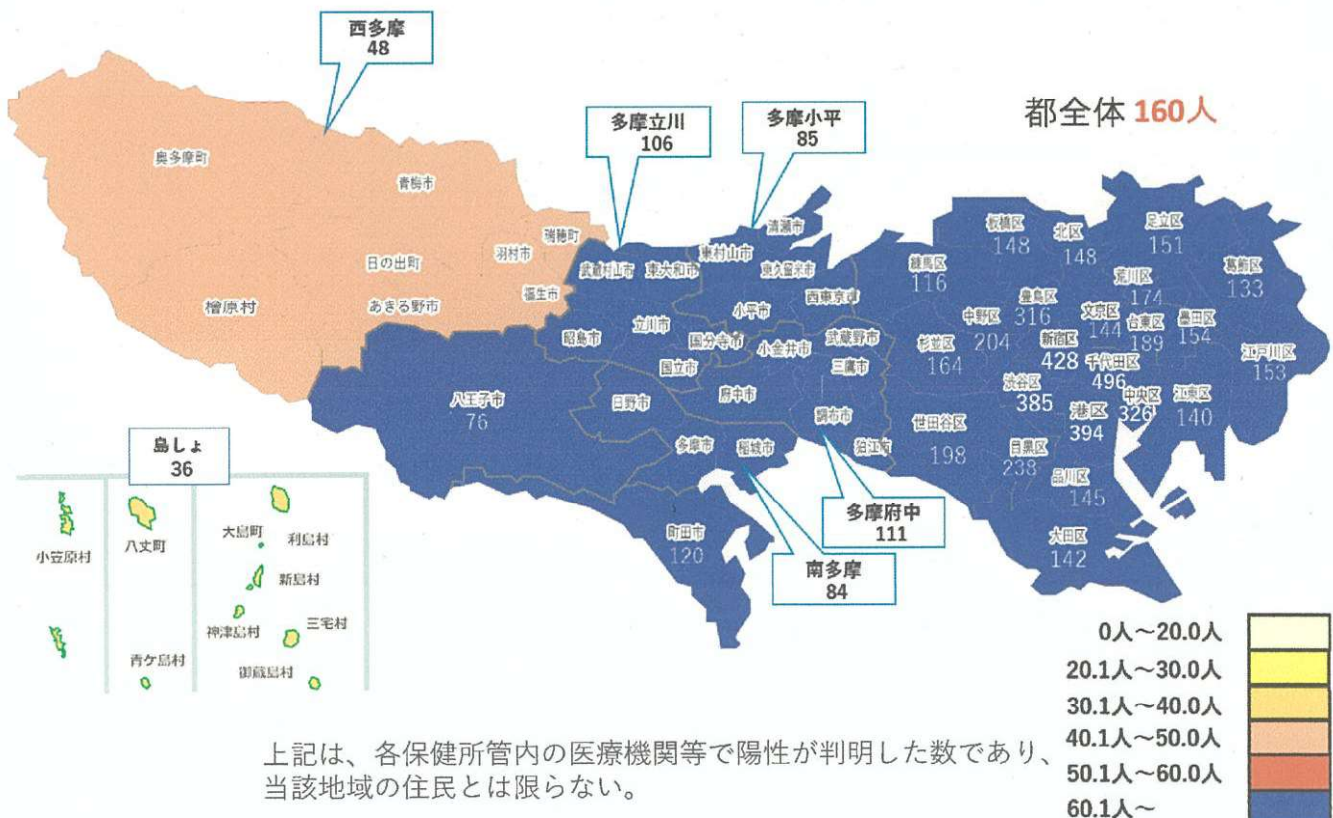 西多摩
48
都全体 160人
多摩立川
106
多摩小平
85
奥多摩町
青梅市
瑞穂町
羽村市
日の出町
福生市
檜原村
あきる野市
清瀬市
東村山市
武蔵村山市
東大和市
東久留米市
西東京市
小平市
立川市
昭島市
国分寺市
小金井市
武蔵野市
国立市
三鷹市
八王子市
76
日野市
府中市
調布市
多摩市
稲城市
狛江市
町田市
120
板橋区
148
北区
148
足立区
151
練馬区
116
荒川区
174
葛飾区
133
豊島区
316
中野区
204
文京区
144
台東区
189
墨田区
154
杉並区
164
新宿区
428
千代田区
496
江戸川区
153
渋谷区
385
中央区
326
江東区
140
港区
394
世田谷区
198
目黒区
238
品川区
145
大田区
142
多摩府中
111
南多摩
84
島しょ
36
小笠原村
八丈町
青ケ島村
大島町
利島村
新島村
神津島村
三宅村
御蔵島村
0人～20.0人
20.1人～30.0人
30.1人～40.0人
40.1人～50.0人
50.1人～60.0人
60.1人～
上記は、各保健所管内の医療機関等で陽性が判明した数であり、
当該地域の住民とは限らない。